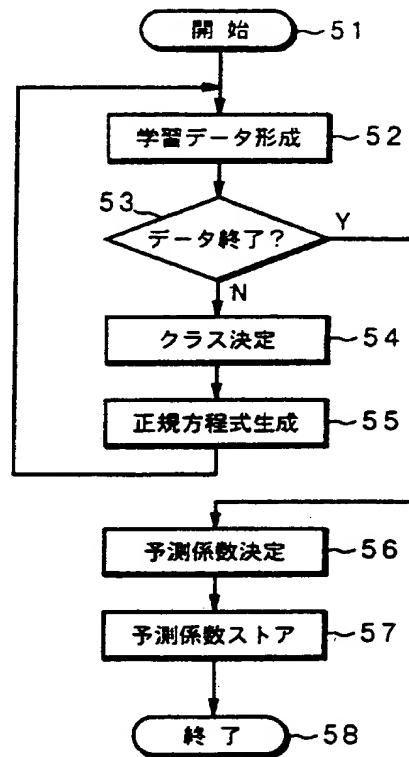 開始 51
学習データ形成 52
53
データ終了? Y
N
クラス決定 54
正規方程式生成 55
予測係数決定 56
予測係数ストア 57
終了 58